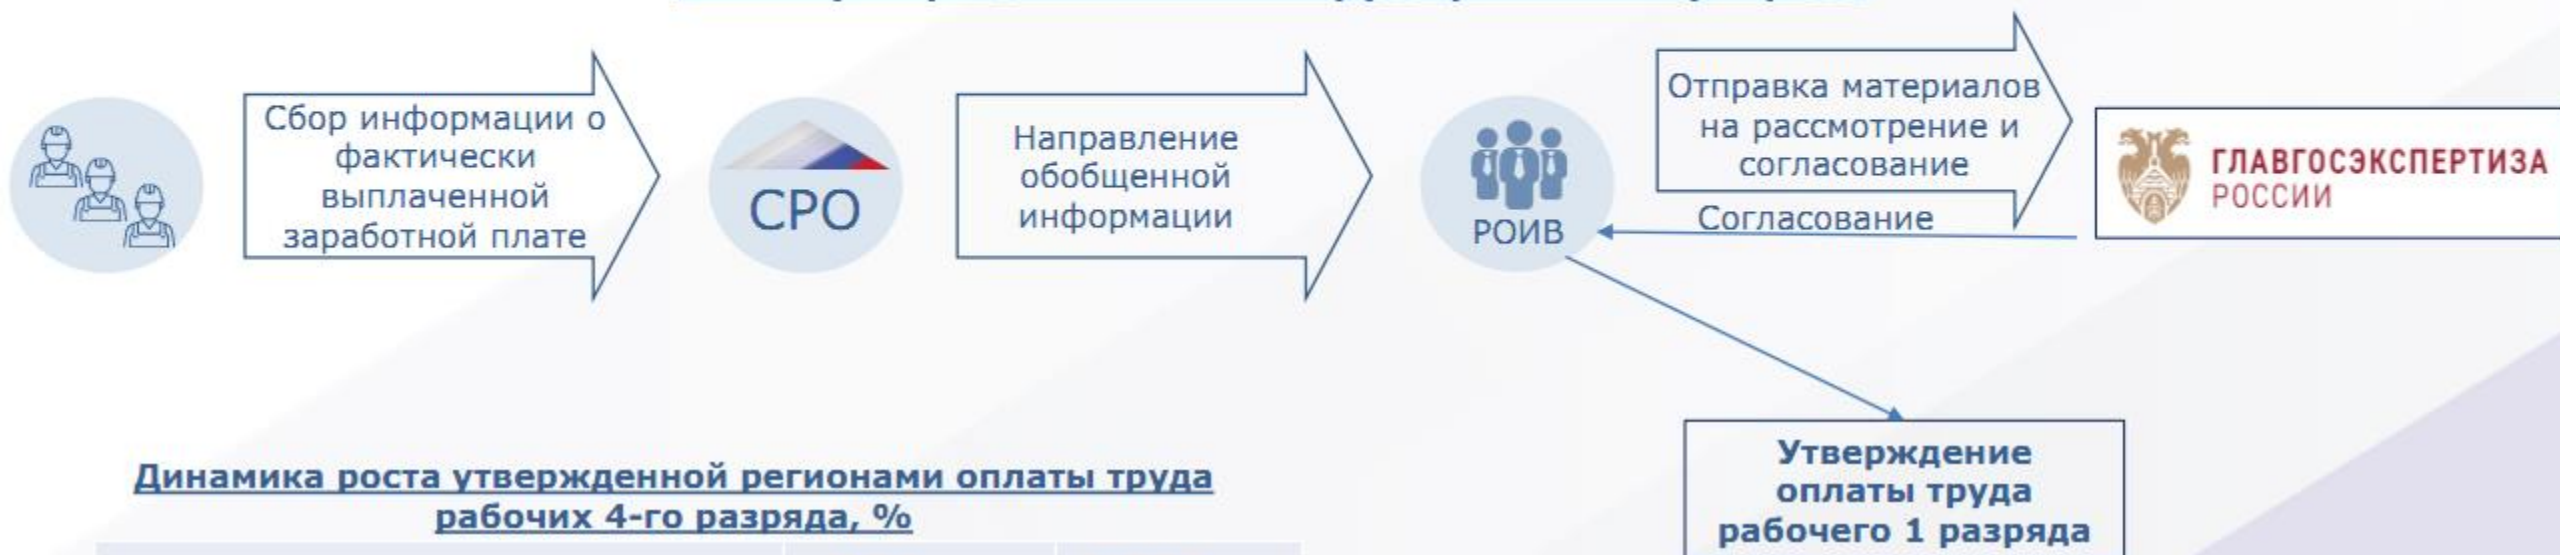 Сбор информации о
фактически
выплаченной
заработной плате
СРО
Направление
обобщенной
информации
РОИВ
Отправка материалов
на рассмотрение и
согласование
Согласование
ГЛАВГОСЭКСПЕРТИЗА
РОССИИ
Утверждение
оплаты труда
рабочего 1 разряда
Динамика роста утвержденной регионами оплаты труда
рабочих 4-го разряда, %